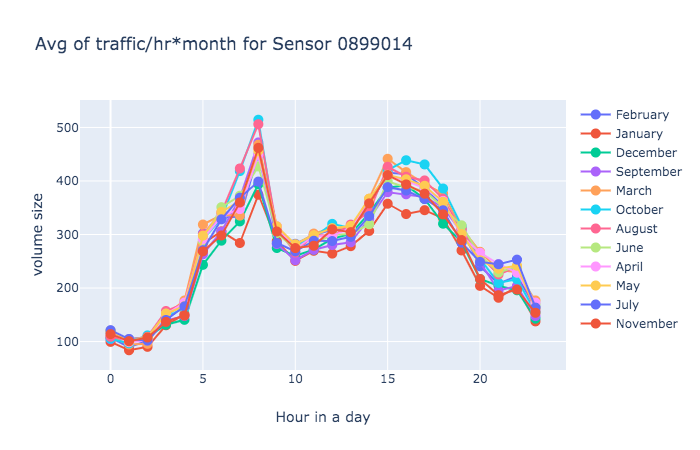 Avg of traffic/hr*month for Sensor 0899014
500
400
300
200
100
0
5
10
15
20
volume size
Hour in a day
February
January
December
September
March
October
August
June
April
May
July
November